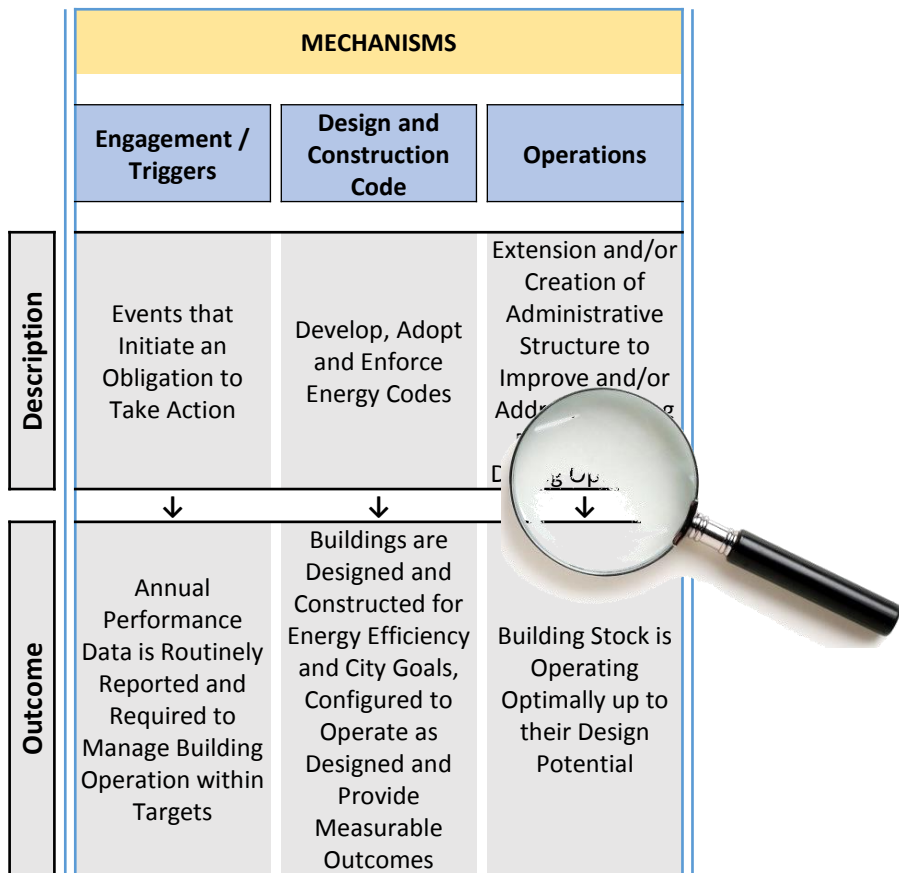 MECHANISMS
Engagement /
Triggers
Design and
Construction
Code
Operations
Description
Events that
Initiate an
Obligation to
Take Action
Develop, Adopt
and Enforce
Energy Codes
Extension and/or
Creation of
Administrative
Structure to
Improve and/or
↓
↓
↓
Outcome
Annual
Performance
Data is Routinely
Reported and
Required to
Manage Building
Operation within
Targets
Buildings are
Designed and
Constructed for
Energy Efficiency
and City Goals,
Configured to
Operate as
Designed and
Provide
Measurable
Outcomes
Building Stock is
Operating
Optimally up to
their Design
Potential